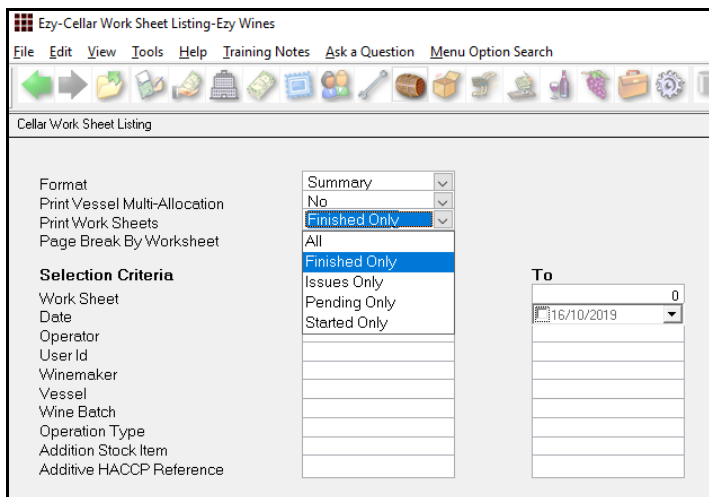 Ezy-Cellar Work Sheet Listing-Ezy Wines
File Edit View Tools Help Training Notes Ask a Question Menu Option Search
Cellar Work Sheet Listing
Format Summary
Print Vessel Multi-Allocation No
Print Work Sheets Finished Only
Page Break By Worksheet All
Finished Only
Selection Criteria Issues Only To
Work Sheet Pending Only 0
Date Started Only 16/10/2019
Operator
User Id
Winemaker
Vessel
Wine Batch
Operation Type
Addition Stock Item
Additive HACCP Reference